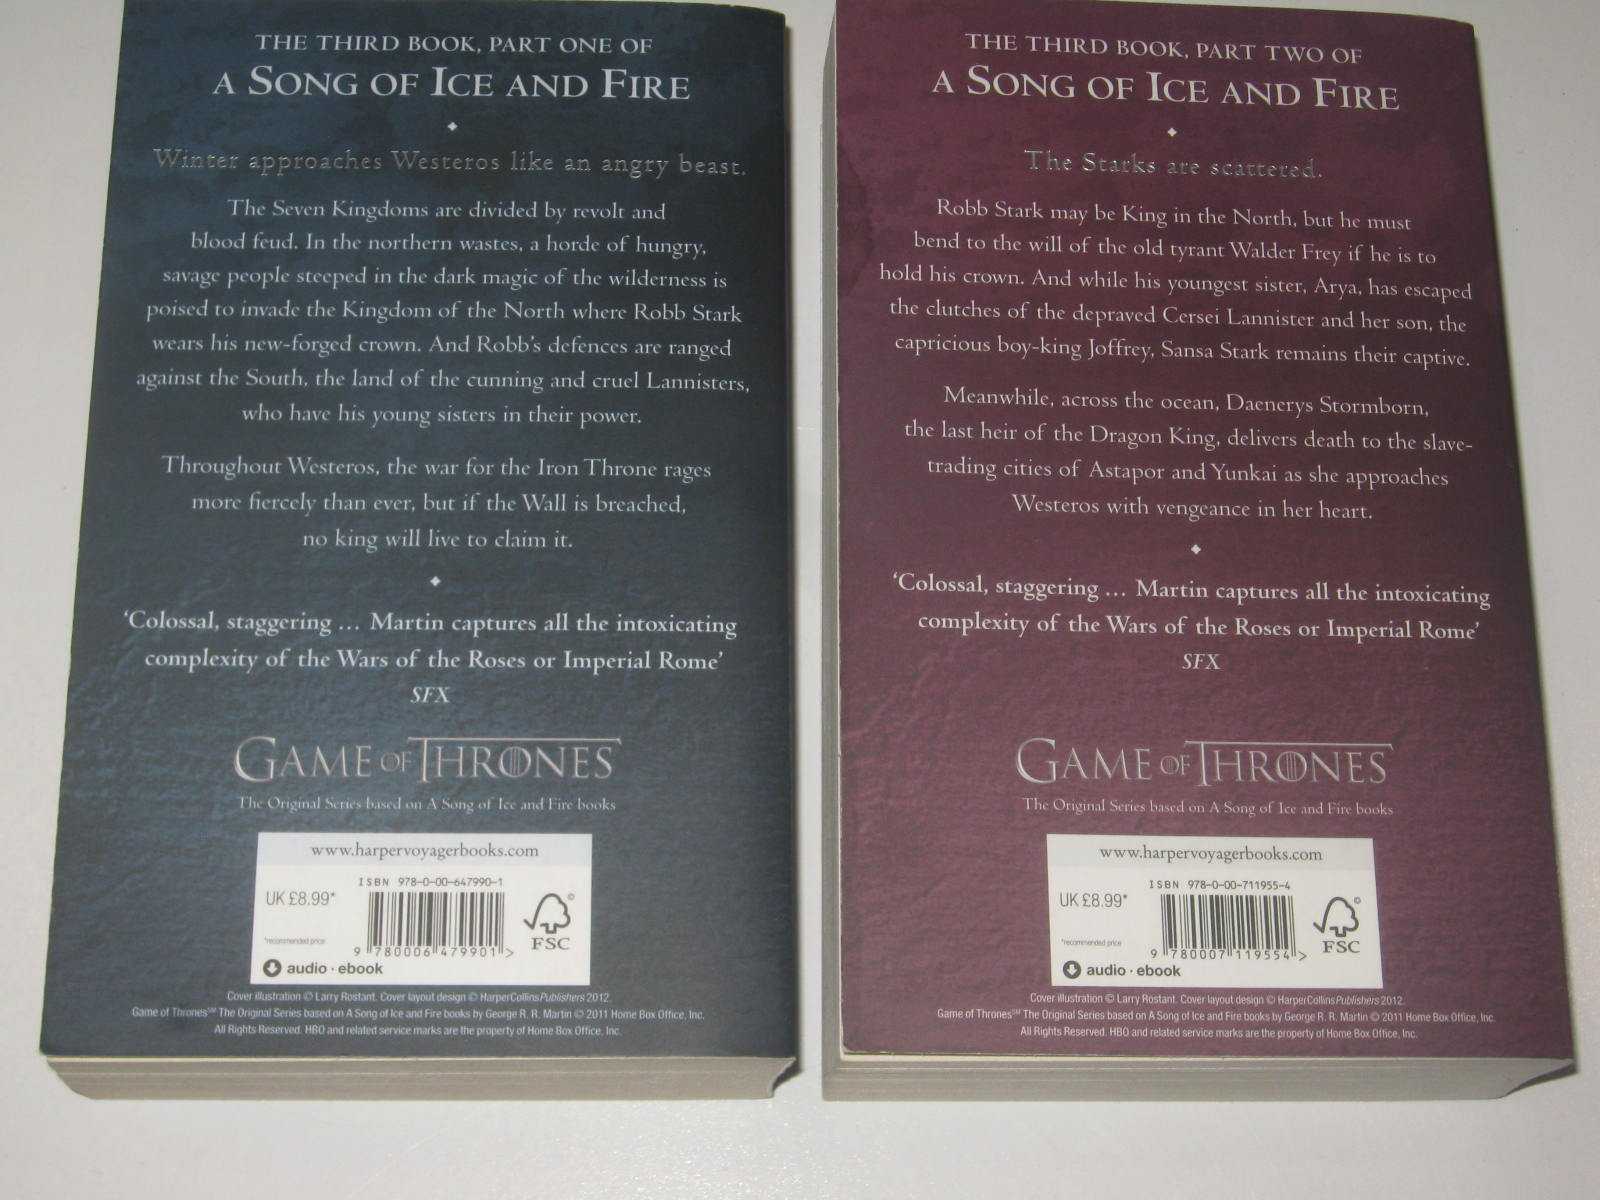 THE THIRD BOOK, PART ONE OF
A SONG OF ICE AND FIRE
Winter approaches Westeros like an angry beast.
The Seven Kingdoms are divided by revolt and
blood feud. In the northern wastes, a horde of hungry,
savage people steeped in the dark magic of the wilderness is
poised to invade the Kingdom of the North where Robb Stark
wears his new-forged crown. And Robb's defences are ranged
against the South, the land of the cunning and cruel Lannisters,
who have his young sisters in their power.
Throughout Westeros, the war for the Iron Throne rages
more fiercely than ever, but if the Wall is breached,
no king will live to claim it.
'Colossal, staggering ... Martin captures all the intoxicating
complexity of the Wars of the Roses or Imperial Rome'
SFX
GAME OF THRONES
The Original Series based on A Song of Ice and Fire books
www.harpervoyagerbooks.com
ISBN 978-0-00-647990-1
UK £8.99*
*recommended price
9 780006 479901 >
FSC
audio · ebook
Cover illustration © Larry Rostant. Cover layout design © HarperCollinsPublishers 2012.
Game of Thrones℠ The Original Series based on A Song of Ice and Fire books by George R. R. Martin © 2011 Home Box Office, Inc.
All Rights Reserved. HBO and related service marks are the property of Home Box Office, Inc.
THE THIRD BOOK, PART TWO OF
A SONG OF ICE AND FIRE
The Starks are scattered.
Robb Stark may be King in the North, but he must
bend to the will of the old tyrant Walder Frey if he is to
hold his crown. And while his youngest sister, Arya, has escaped
the clutches of the depraved Cersei Lannister and her son, the
capricious boy-king Joffrey, Sansa Stark remains their captive.
Meanwhile, across the ocean, Daenerys Stormborn,
the last heir of the Dragon King, delivers death to the slave-
trading cities of Astapor and Yunkai as she approaches
Westeros with vengeance in her heart.
'Colossal, staggering ... Martin captures all the intoxicating
complexity of the Wars of the Roses or Imperial Rome'
SFX
GAME OF THRONES
The Original Series based on A Song of Ice and Fire books
www.harpervoyagerbooks.com
ISBN 978-0-00-711955-4
UK £8.99*
*recommended price
9 780007 119554 >
FSC
audio · ebook
Cover illustration © Larry Rostant. Cover layout design © HarperCollinsPublishers 2012.
Game of Thrones℠ The Original Series based on A Song of Ice and Fire books by George R. R. Martin © 2011 Home Box Office, Inc.
All Rights Reserved. HBO and related service marks are the property of Home Box Office, Inc.